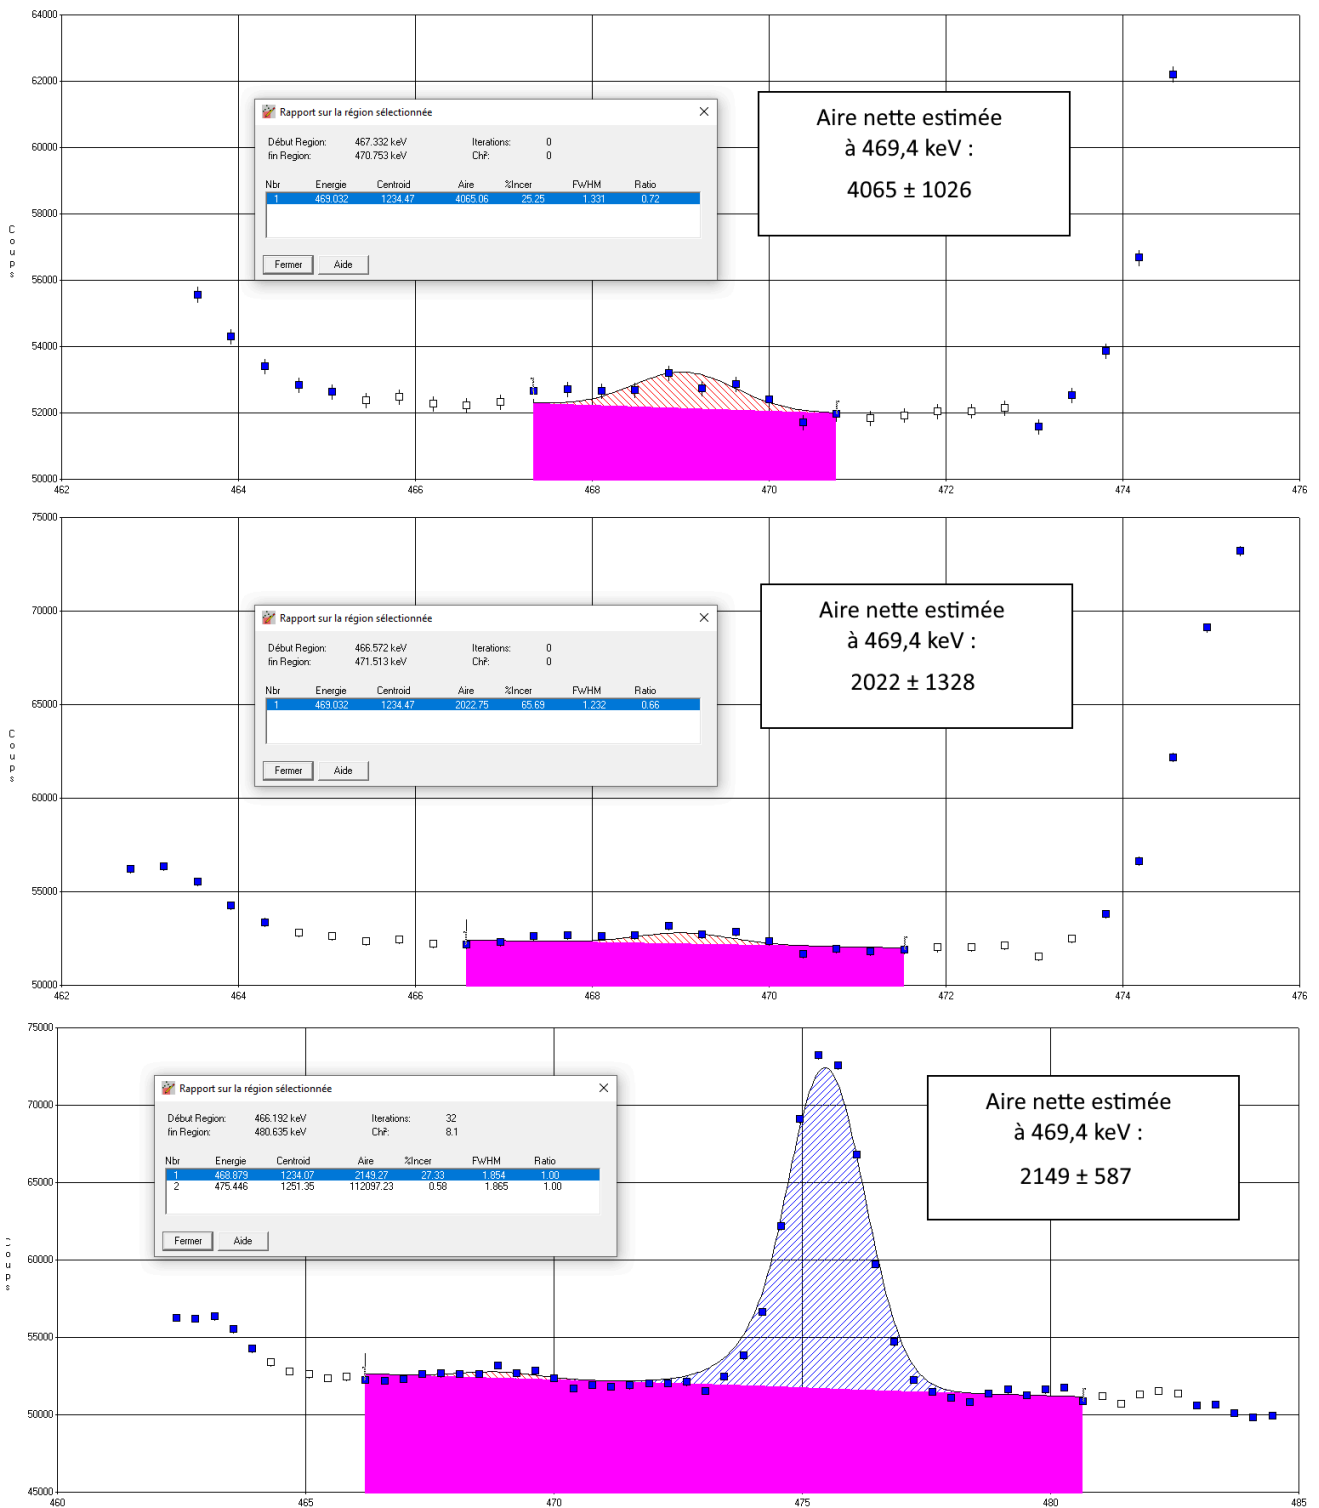 64000
62000
60000
58000
56000
54000
52000
50000
Coups
462 464 466 468 470 472 474 476
Rapport sur la région sélectionnée
Début Region: 467.332 keV Iterations: 0
fin Region: 470.753 keV Chi²: 0
Nbr Energie Centroid Aire %Incer FWHM Ratio
1 469.032 1234.47 4065.06 25.25 1.331 0.72
Fermer Aide
Aire nette estimée
à 469,4 keV :
4065 ± 1026
75000
70000
65000
60000
55000
50000
Coups
462 464 466 468 470 472 474 476
Rapport sur la région sélectionnée
Début Region: 466.572 keV Iterations: 0
fin Region: 471.513 keV Chi²: 0
Nbr Energie Centroid Aire %Incer FWHM Ratio
1 469.032 1234.47 2022.75 65.69 1.232 0.66
Fermer Aide
Aire nette estimée
à 469,4 keV :
2022 ± 1328
75000
70000
65000
60000
55000
50000
45000
oups
460 465 470 475 480 485
Rapport sur la région sélectionnée
Début Region: 466.192 keV Iterations: 32
fin Region: 480.635 keV Chi²: 8.1
Nbr Energie Centroid Aire %Incer FWHM Ratio
1 468.879 1234.07 2149.27 27.33 1.854 1.00
2 475.446 1251.35 112097.23 0.58 1.865 1.00
Fermer Aide
Aire nette estimée
à 469,4 keV :
2149 ± 587